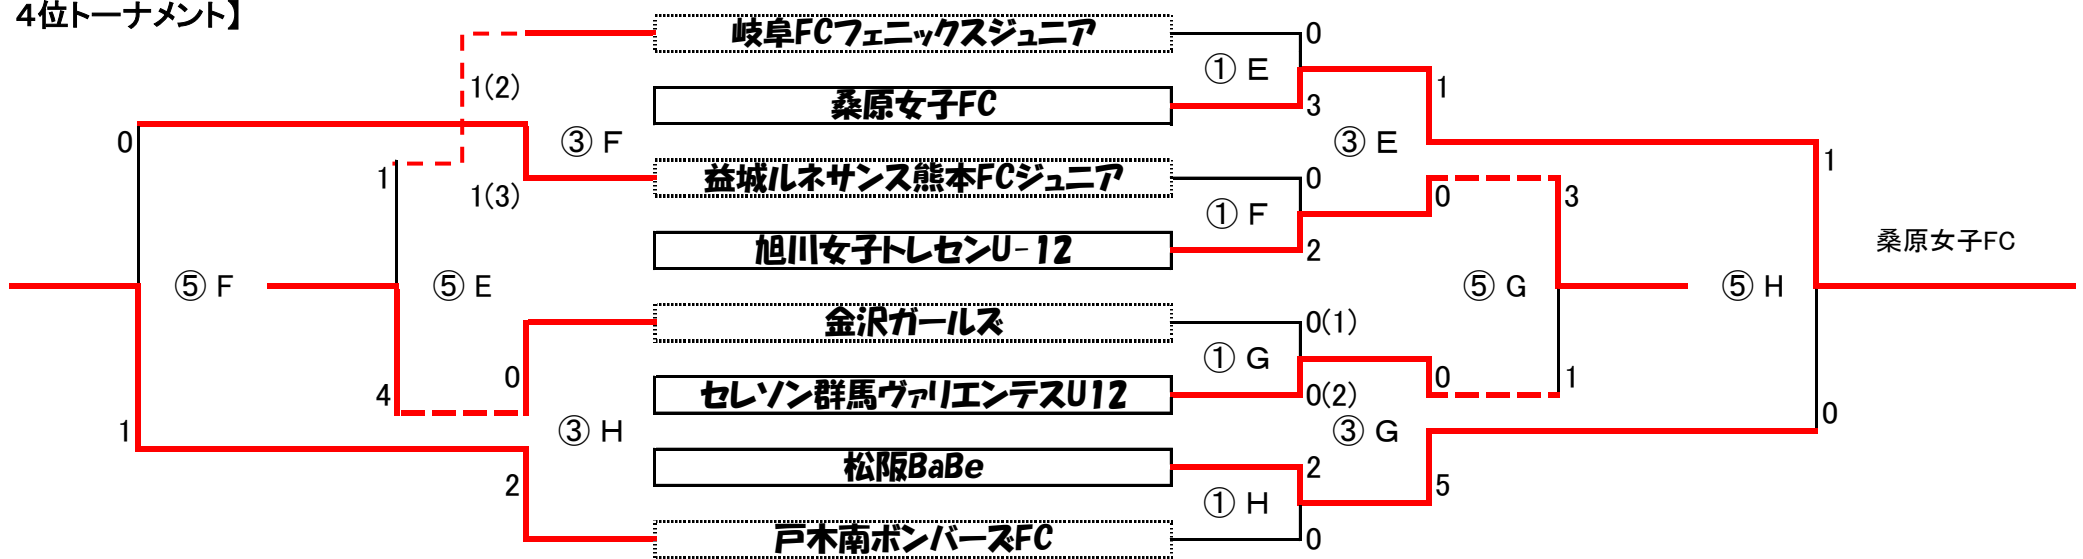 ４位トーナメント】
岐阜FCフェニックスジュニア
0
① E
1(2)
1
桑原女子FC
3
0
③ F
③ E
1
1
益城ルネサンス熊本FCジュニア
0
1(3)
0
3
① F
旭川女子トレセンU-12
2
桑原女子FC
⑤ F
⑤ E
⑤ G
⑤ H
金沢ガールズ
0(1)
① G
0
0
1
4
セレソン群馬ヴァリエンテスU12
0(2)
0
1
③ H
③ G
松阪BaBe
2
2
5
① H
戸木南ボンバーズFC
0